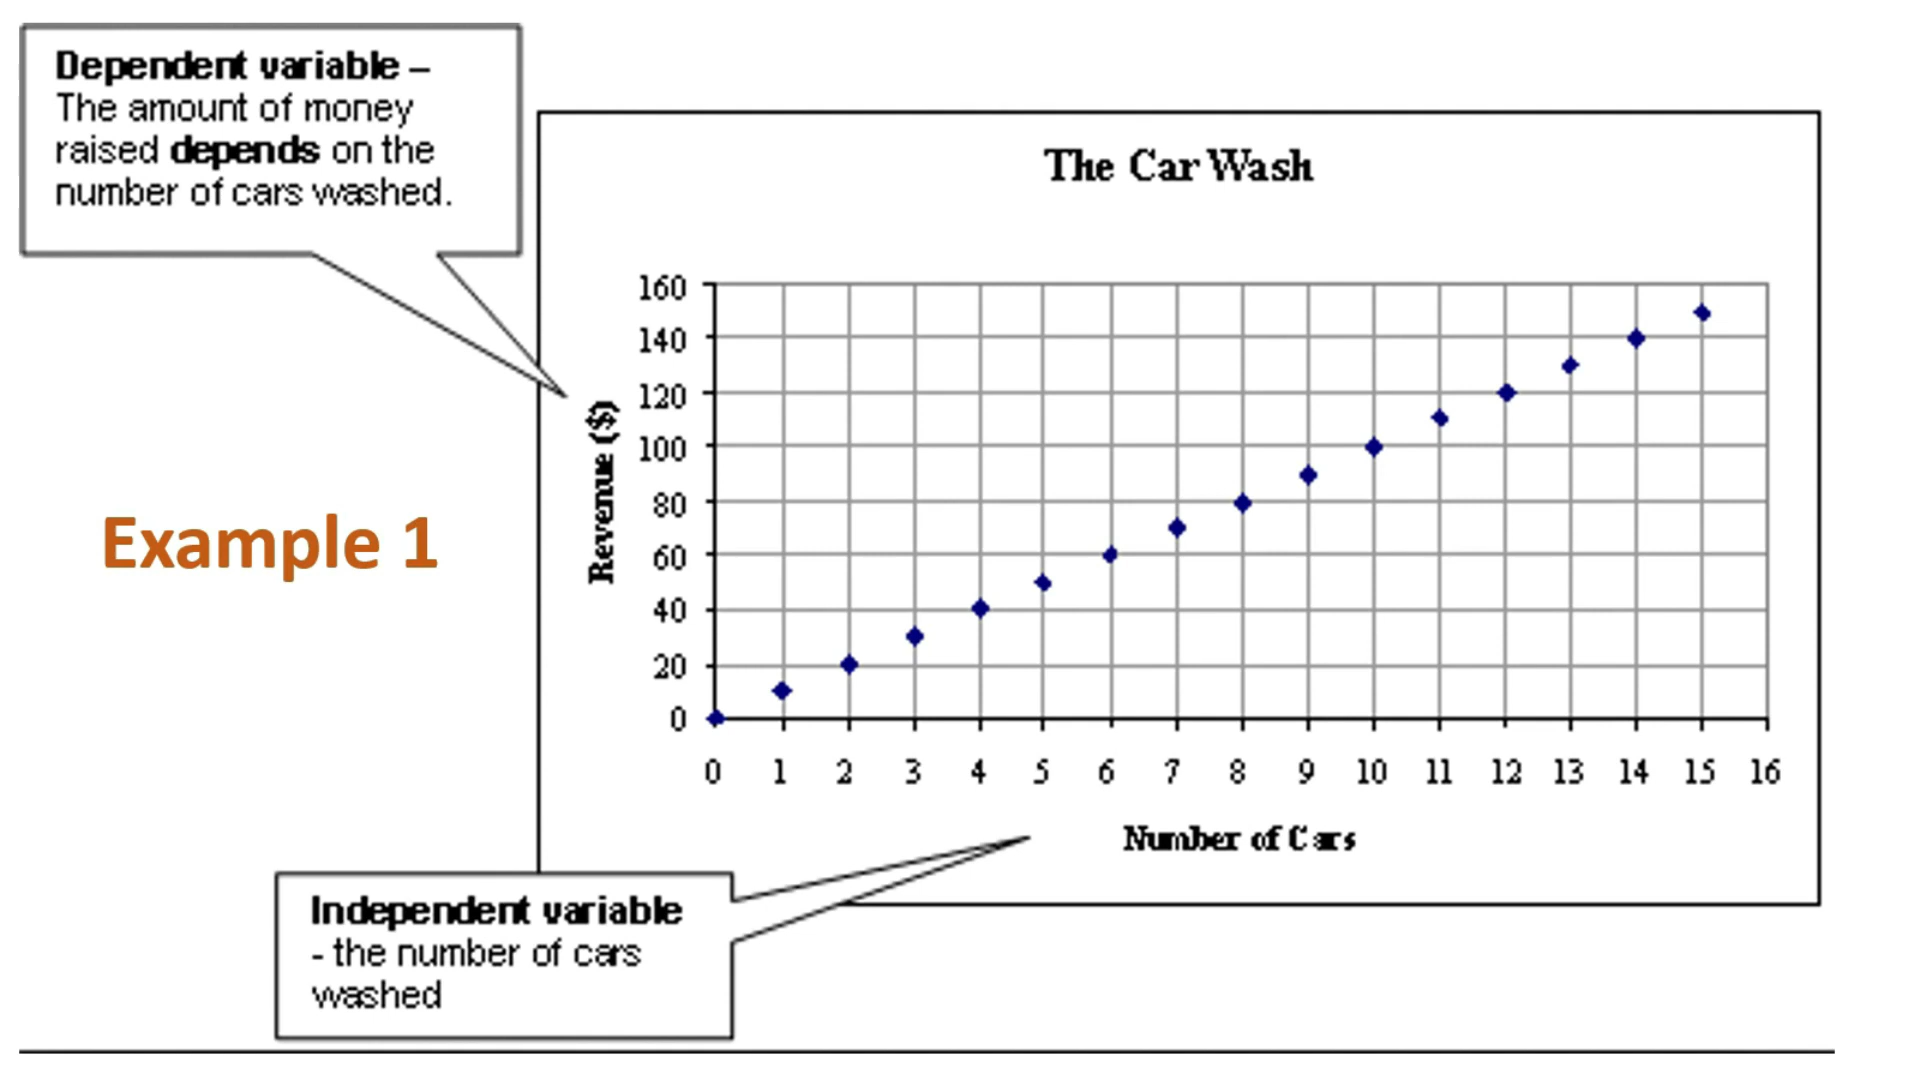 Dependent variable –
The amount of money
raised depends on the
number of cars washed.
The Car Wash
160
140
120
100
80
60
40
20
0
Revenue ($)
Example 1
0 1 2 3 4 5 6 7 8 9 10 11 12 13 14 15 16
Number of Cars
Independent variable
- the number of cars
washed